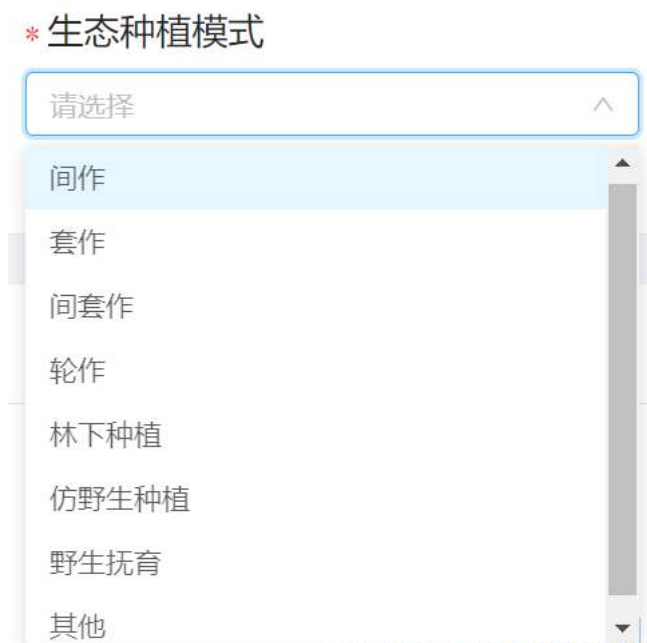 * 生态种植模式
请选择
间作
套作
间套作
轮作
林下种植
仿野生种植
野生抚育
其他